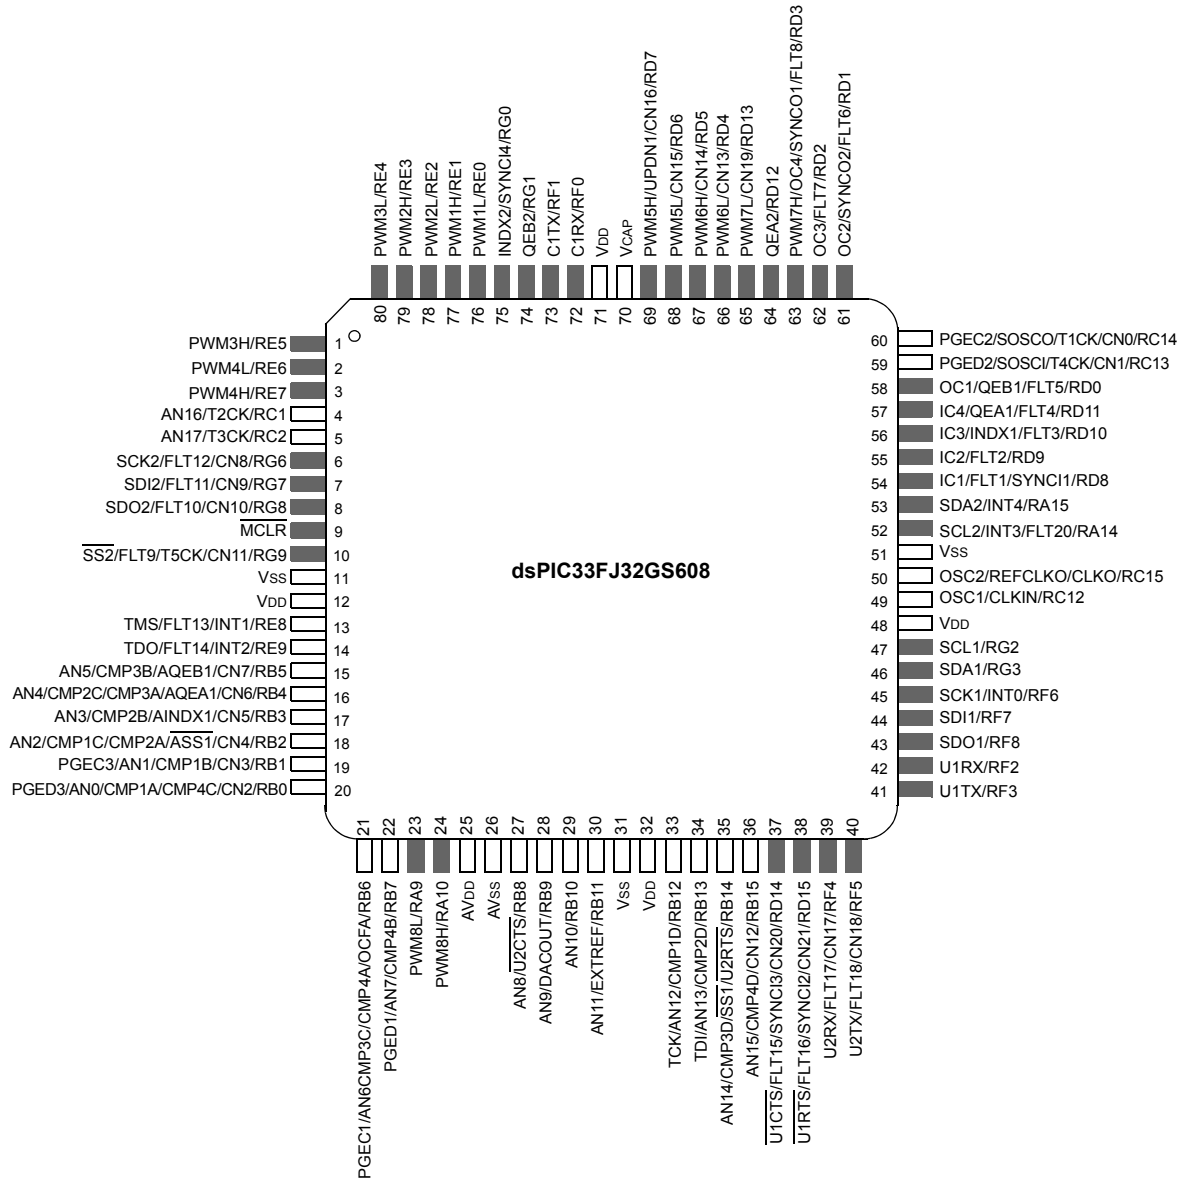 PWM3L/RE4
PWM2H/RE3
PWM2L/RE2
PWM1H/RE1
PWM1L/RE0
INDX2/SYNCI4/RG0
QEB2/RG1
C1TX/RF1
C1RX/RF0
VDD
VCAP
PWM5H/UPDN1/CN16/RD7
PWM5L/CN15/RD6
PWM6H/CN14/RD5
PWM6L/CN13/RD4
PWM7L/CN19/RD13
QEA2/RD12
PWM7H/OC4/SYNCO1/FLT8/RD3
OC3/FLT7/RD2
OC2/SYNCO2/FLT6/RD1
80
79
78
77
76
75
74
73
72
71
70
69
68
67
66
65
64
63
62
61
PWM3H/RE5 1
PWM4L/RE6 2
PWM4H/RE7 3
AN16/T2CK/RC1 4
AN17/T3CK/RC2 5
SCK2/FLT12/CN8/RG6 6
SDI2/FLT11/CN9/RG7 7
SDO2/FLT10/CN10/RG8 8
MCLR 9
SS2/FLT9/T5CK/CN11/RG9 10
VSS 11
VDD 12
TMS/FLT13/INT1/RE8 13
TDO/FLT14/INT2/RE9 14
AN5/CMP3B/AQEB1/CN7/RB5 15
AN4/CMP2C/CMP3A/AQEA1/CN6/RB4 16
AN3/CMP2B/AINDX1/CN5/RB3 17
AN2/CMP1C/CMP2A/ASS1/CN4/RB2 18
PGEC3/AN1/CMP1B/CN3/RB1 19
PGED3/AN0/CMP1A/CMP4C/CN2/RB0 20
dsPIC33FJ32GS608
60 PGEC2/SOSCO/T1CK/CN0/RC14
59 PGED2/SOSCI/T4CK/CN1/RC13
58 OC1/QEB1/FLT5/RD0
57 IC4/QEA1/FLT4/RD11
56 IC3/INDX1/FLT3/RD10
55 IC2/FLT2/RD9
54 IC1/FLT1/SYNCI1/RD8
53 SDA2/INT4/RA15
52 SCL2/INT3/FLT20/RA14
51 VSS
50 OSC2/REFCLKO/CLKO/RC15
49 OSC1/CLKIN/RC12
48 VDD
47 SCL1/RG2
46 SDA1/RG3
45 SCK1/INT0/RF6
44 SDI1/RF7
43 SDO1/RF8
42 U1RX/RF2
41 U1TX/RF3
21
22
23
24
25
26
27
28
29
30
31
32
33
34
35
36
37
38
39
40
PGEC1/AN6CMP3C/CMP4A/OCFA/RB6
PGED1/AN7/CMP4B/RB7
PWM8L/RA9
PWM8H/RA10
AVDD
AVSS
AN8/U2CTS/RB8
AN9/DACOUT/RB9
AN10/RB10
AN11/EXTREF/RB11
VSS
VDD
TCK/AN12/CMP1D/RB12
TDI/AN13/CMP2D/RB13
AN14/CMP3D/SS1/U2RTS/RB14
AN15/CMP4D/CN12/RB15
U1CTS/FLT15/SYNCI3/CN20/RD14
U1RTS/FLT16/SYNCI2/CN21/RD15
U2RX/FLT17/CN17/RF4
U2TX/FLT18/CN18/RF5